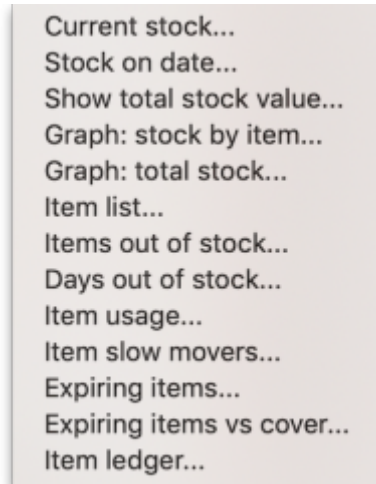 Current stock...
Stock on date...
Show total stock value...
Graph: stock by item...
Graph: total stock...
Item list...
Items out of stock...
Days out of stock...
Item usage...
Item slow movers...
Expiring items...
Expiring items vs cover...
Item ledger...